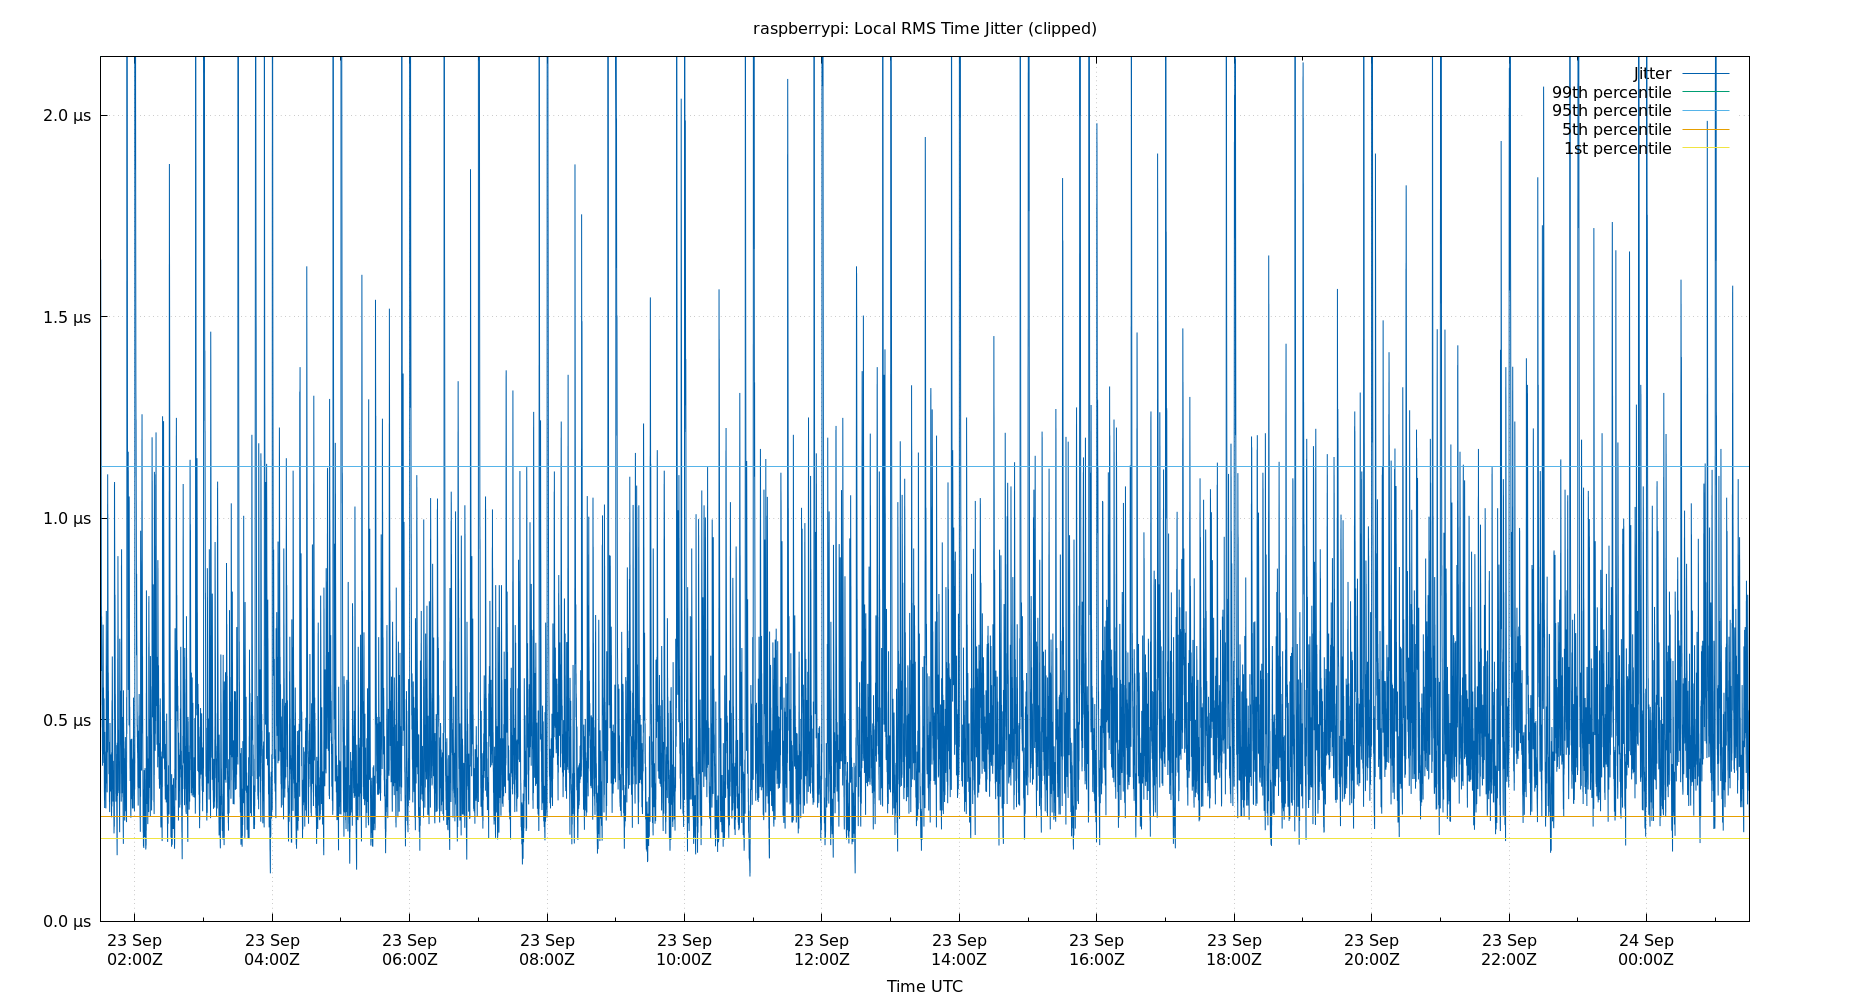 raspberrypi: Local RMS Time Jitter (clipped)
Jitter
99th percentile
95th percentile
5th percentile
1st percentile
2.0 μs
1.5 μs
1.0 μs
0.5 μs
0.0 μs
23 Sep 23 Sep 23 Sep 23 Sep 23 Sep 23 Sep 23 Sep 23 Sep 23 Sep 23 Sep 23 Sep 24 Sep
02:00Z 04:00Z 06:00Z 08:00Z 10:00Z 12:00Z 14:00Z 16:00Z 18:00Z 20:00Z 22:00Z 00:00Z
Time UTC